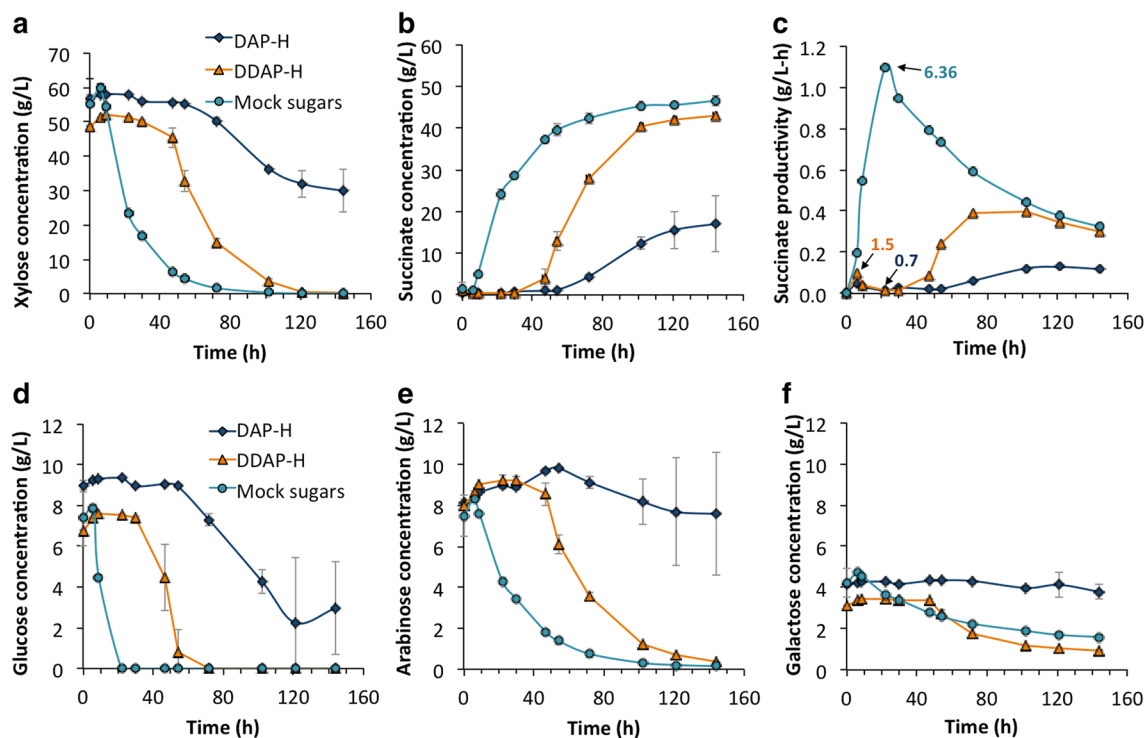 a
Xylose concentration (g/L)
70
60
50
40
30
20
10
0
0 40 80 120 160
Time (h)
DAP-H
DDAP-H
Mock sugars
b
Succinate concentration (g/L)
60
50
40
30
20
10
0
0 40 80 120 160
Time (h)
c
Succinate productivity (g/L-h)
1.2
1.0
0.8
0.6
0.4
0.2
0.0
0 40 80 120 160
Time (h)
6.36
1.5
0.7
d
Glucose concentration (g/L)
12
10
8
6
4
2
0
0 40 80 120 160
Time (h)
DAP-H
DDAP-H
Mock sugars
e
Arabinose concentration (g/L)
12
10
8
6
4
2
0
0 40 80 120 160
Time (h)
f
Galactose concentration (g/L)
12
10
8
6
4
2
0
0 40 80 120 160
Time (h)